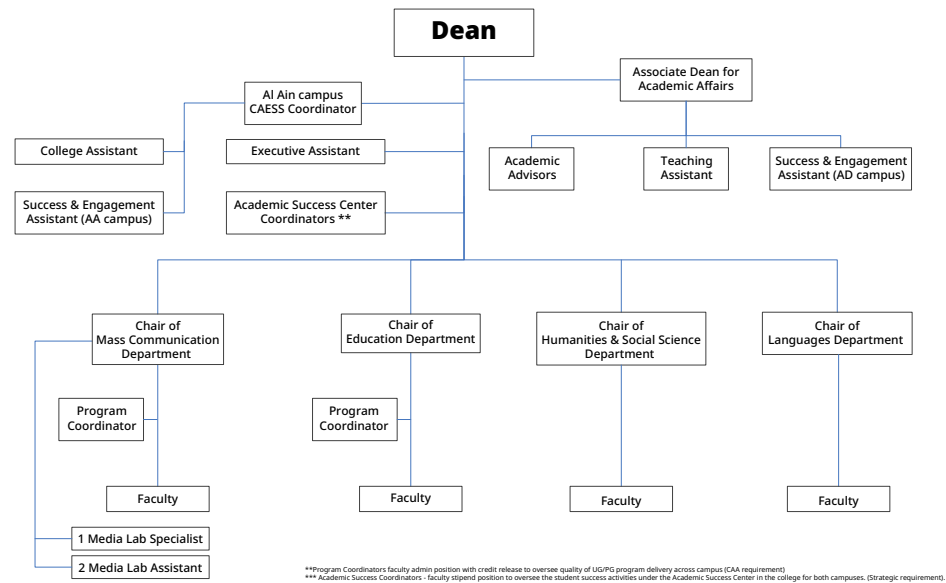 Dean
Associate Dean for
Academic Affairs
Al Ain campus
CAESS Coordinator
College Assistant
Executive Assistant
Academic
Advisors
Teaching
Assistant
Success & Engagement
Assistant (AD campus)
Success & Engagement
Assistant (AA campus)
Academic Success Center
Coordinators **
Chair of
Mass Communication
Department
Chair of
Education Department
Chair of
Humanities & Social Science
Department
Chair of
Languages Department
Program
Coordinator
Program
Coordinator
Faculty
Faculty
Faculty
Faculty
1 Media Lab Specialist
2 Media Lab Assistant
**Program Coordinators faculty admin position with credit release to oversee quality of UG/PG program delivery across campus (CAA requirement)
*** Academic Success Coordinators - faculty stipend position to oversee the student success activities under the Academic Success Center in the college for both campuses. (Strategic requirement).